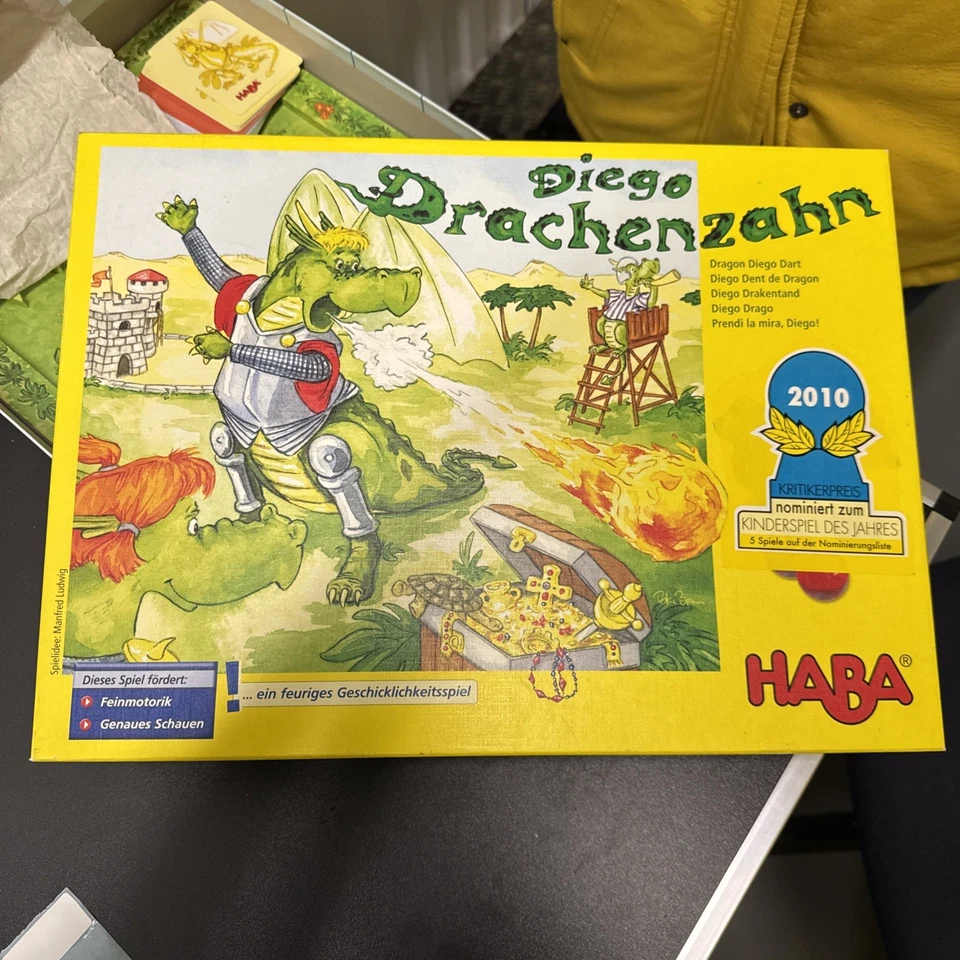 HABA
Diego
Drachenzahn
Dragon Diego Dart
Diego Dent de Dragon
Diego Drakentand
Diego Drago
Prendi la mira, Diego!
2010
KRITIKERPREIS
nominiert zum
KINDERSPIEL DES JAHRES
5 Spiele auf der Nominierungsliste
Spielidee: Manfred Ludwig
HABA®
Dieses Spiel fördert:
Feinmotorik
Genaues Schauen
! ... ein feuriges Geschicklichkeitsspiel